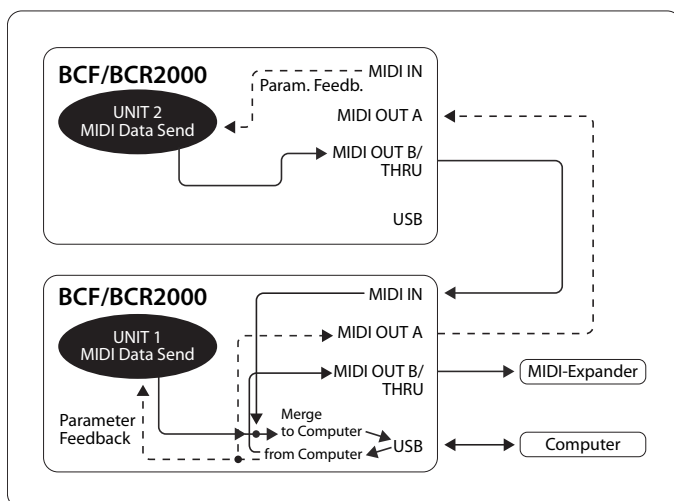 BCF/BCR2000
MIDI IN
Param. Feedb.
UNIT 2
MIDI Data Send
MIDI OUT A
MIDI OUT B/
THRU
USB
BCF/BCR2000
MIDI IN
UNIT 1
MIDI Data Send
MIDI OUT A
MIDI OUT B/
THRU
MIDI-Expander
Parameter
Feedback
Merge
to Computer
from Computer
USB
Computer